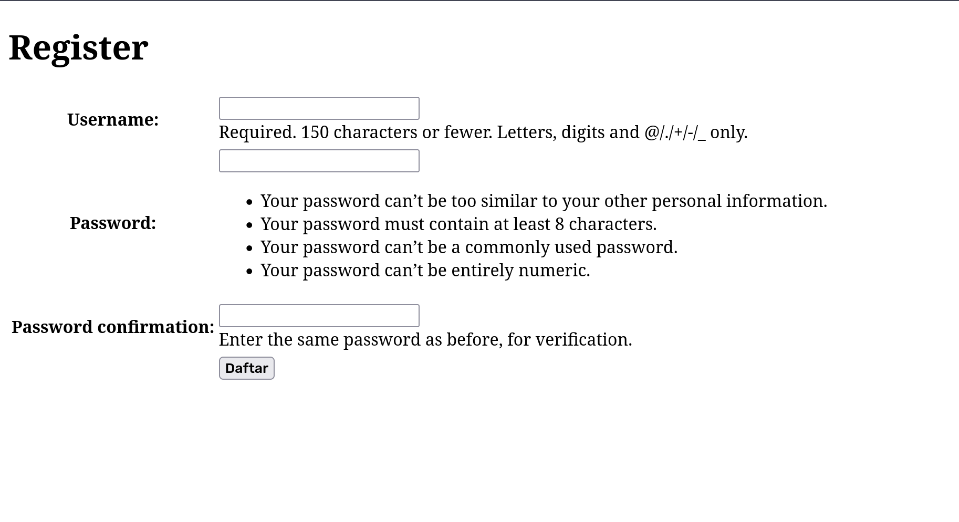 Register
Username:
Required. 150 characters or fewer. Letters, digits and @/./+/-/_ only.
Password:
Your password can’t be too similar to your other personal information.
Your password must contain at least 8 characters.
Your password can’t be a commonly used password.
Your password can’t be entirely numeric.
Password confirmation:
Enter the same password as before, for verification.
Daftar